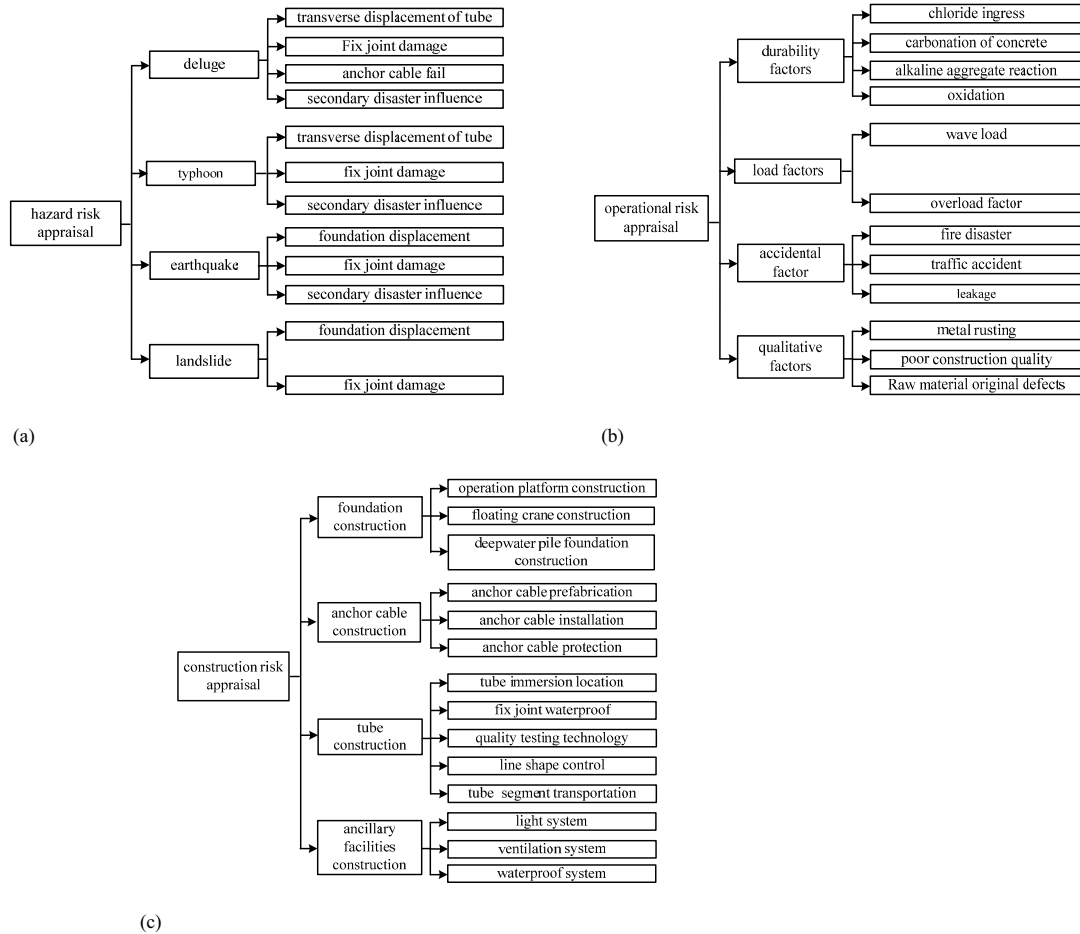 transverse displacement of tube
Fix joint damage
deluge
anchor cable fail
secondary disaster influence
transverse displacement of tube
typhoon
fix joint damage
secondary disaster influence
hazard risk
appraisal
foundation displacement
earthquake
fix joint damage
secondary disaster influence
foundation displacement
landslide
fix joint damage
(a)
chloride ingress
durability
factors
carbonation of concrete
alkaline aggregate reaction
oxidation
wave load
load factors
overload factor
operational risk
appraisal
fire disaster
accidental
factor
traffic accident
leakage
metal rusting
qualitative
factors
poor construction quality
Raw material original defects
(b)
operation platform construction
foundation
construction
floating crane construction
deepwater pile foundation
construction
anchor cable prefabrication
anchor cable
construction
anchor cable installation
anchor cable protection
construction risk
appraisal
tube immersion location
fix joint waterproof
tube
construction
quality testing technology
line shape control
tube segment transportation
ancillary
facilities
construction
light system
ventilation system
waterproof system
(c)